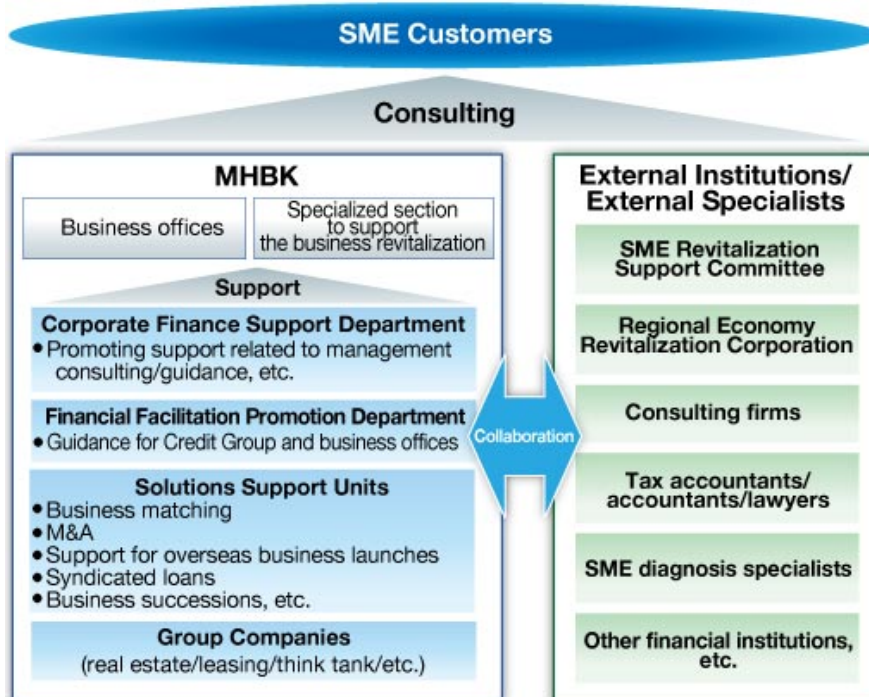 SME Customers
Consulting
MHBK
Business offices
Specialized section
to support
the business revitalization
Support
Corporate Finance Support Department
• Promoting support related to management
consulting/guidance, etc.
Financial Facilitation Promotion Department
• Guidance for Credit Group and business offices
Solutions Support Units
• Business matching
• M&A
• Support for overseas business launches
• Syndicated loans
• Business successions, etc.
Group Companies
(real estate/leasing/think tank/etc.)
Collaboration
External Institutions/
External Specialists
SME Revitalization
Support Committee
Regional Economy
Revitalization Corporation
Consulting firms
Tax accountants/
accountants/lawyers
SME diagnosis specialists
Other financial institutions,
etc.